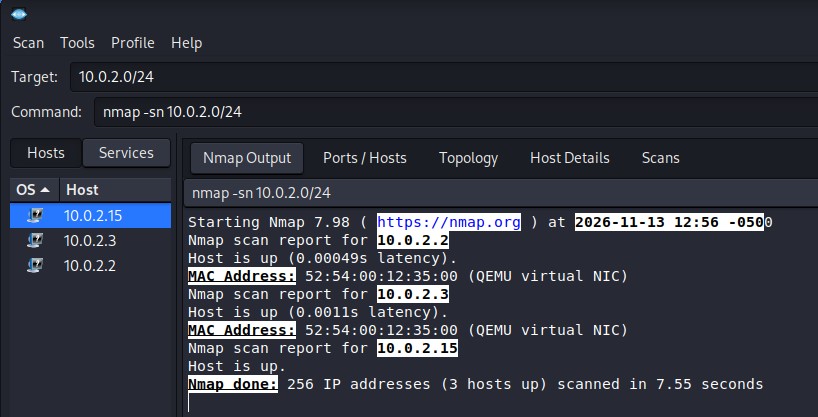 Scan Tools Profile Help
Target: 10.0.2.0/24
Command: nmap -sn 10.0.2.0/24
Hosts Services
OS Host
10.0.2.15
10.0.2.3
10.0.2.2
Nmap Output Ports / Hosts Topology Host Details Scans
nmap -sn 10.0.2.0/24
Starting Nmap 7.98 ( https://nmap.org ) at 2026-11-13 12:56 -0500
Nmap scan report for 10.0.2.2
Host is up (0.00049s latency).
MAC Address: 52:54:00:12:35:00 (QEMU virtual NIC)
Nmap scan report for 10.0.2.3
Host is up (0.0011s latency).
MAC Address: 52:54:00:12:35:00 (QEMU virtual NIC)
Nmap scan report for 10.0.2.15
Host is up.
Nmap done: 256 IP addresses (3 hosts up) scanned in 7.55 seconds